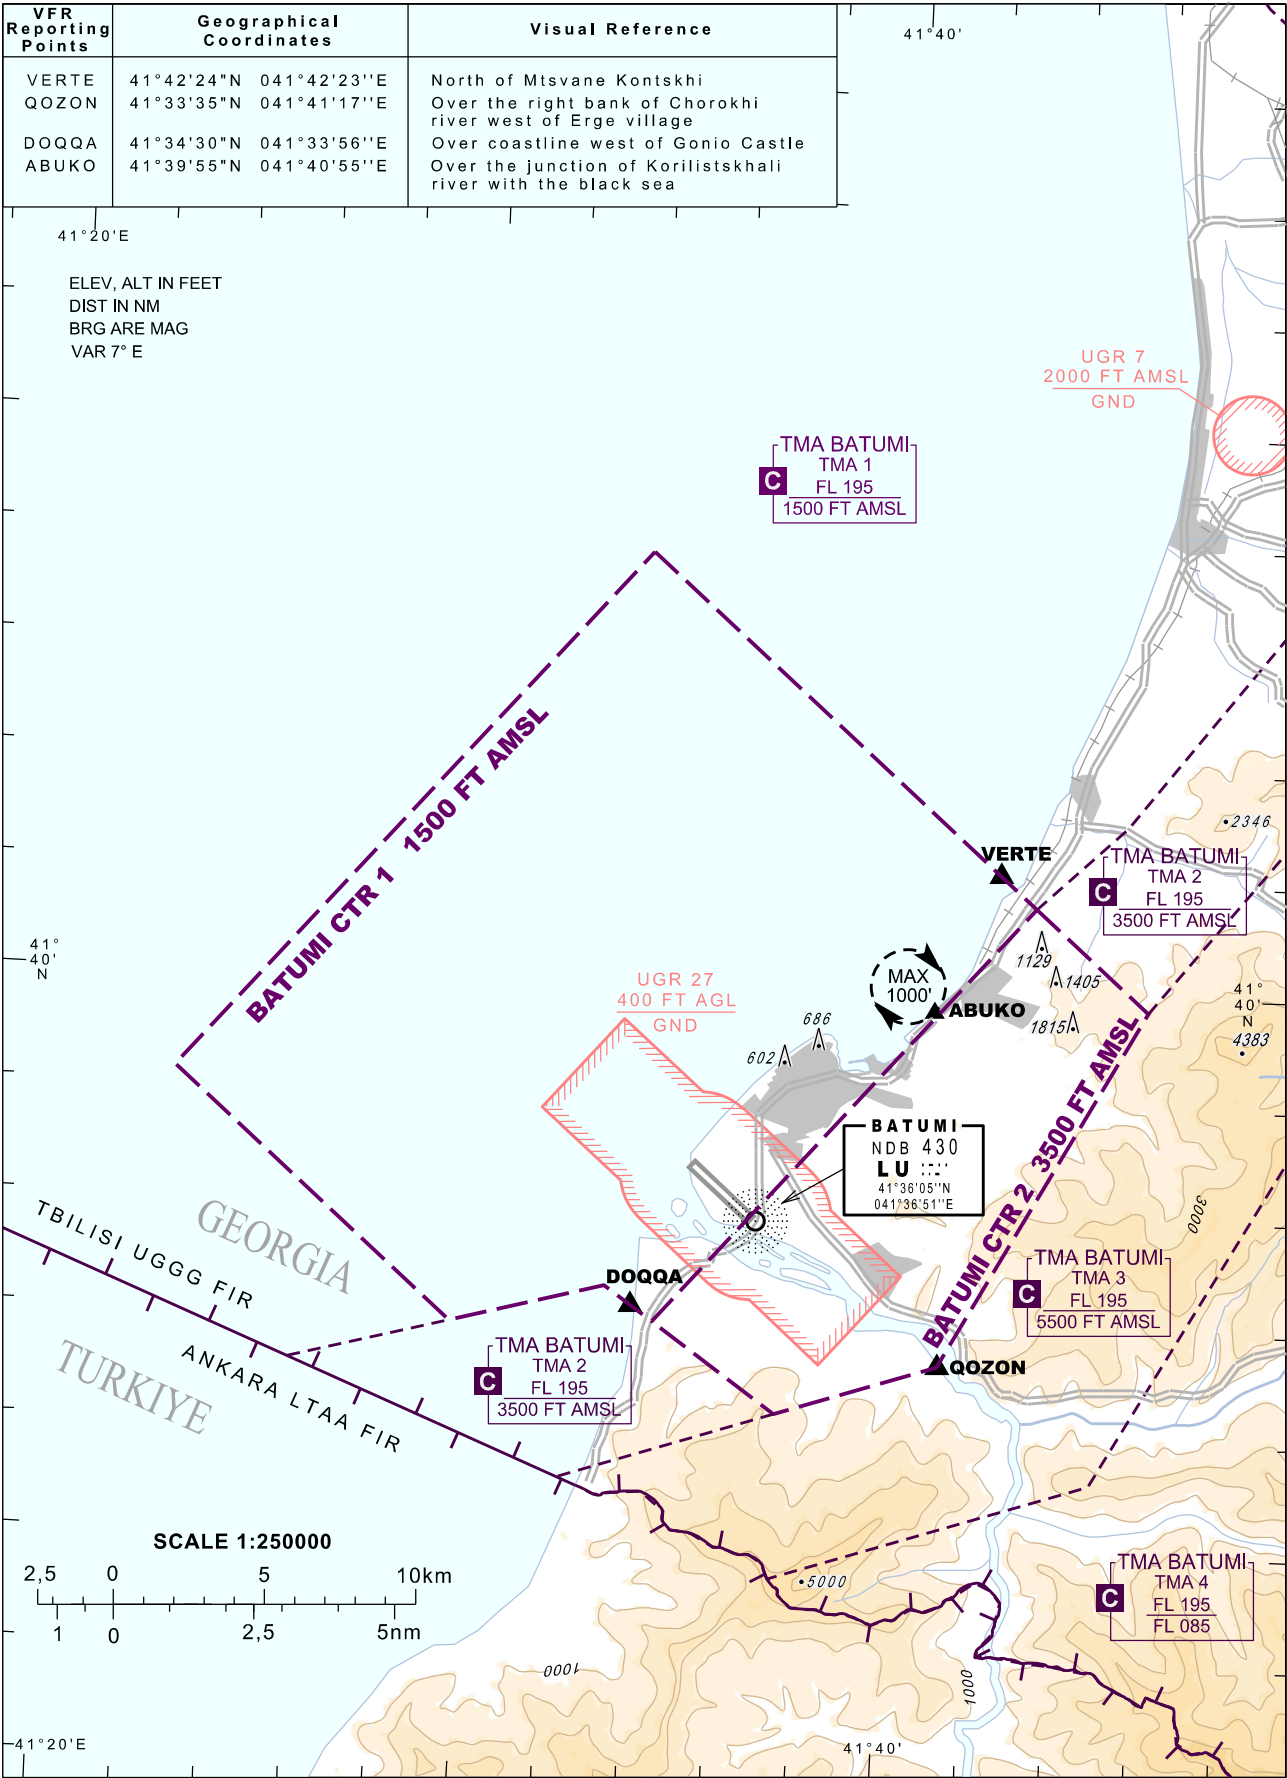 VFR
Reporting
Points
Geographical
Coordinates
Visual Reference
VERTE 41°42'24"N 041°42'23''E North of Mtsvane Kontskhi
QOZON 41°33'35"N 041°41'17''E Over the right bank of Chorokhi
river west of Erge village
DOQQA 41°34'30"N 041°33'56''E Over coastline west of Gonio Castle
ABUKO 41°39'55"N 041°40'55''E Over the junction of Korilistskhali
river with the black sea
41°40'
41°20'E
ELEV, ALT IN FEET
DIST IN NM
BRG ARE MAG
VAR 7° E
UGR 7
2000 FT AMSL
GND
TMA BATUMI
TMA 1
C
FL 195
1500 FT AMSL
BATUMI CTR 1 1500 FT AMSL
2346
VERTE
TMA BATUMI
TMA 2
C
FL 195
3500 FT AMSL
41°
40'
N
1129
1405
MAX
1000'
ABUKO
1815
41°
40'
N
4383
UGR 27
400 FT AGL
GND
686
602
BATUMI
NDB 430
LU
41°36'05''N
041°36'51''E
BATUMI CTR 2 3500 FT AMSL
3000
GEORGIA
TBILISI UGGG FIR
TURKIYE
ANKARA LTAA FIR
DOQQA
TMA BATUMI
TMA 3
C
FL 195
5500 FT AMSL
TMA BATUMI
TMA 2
C
FL 195
3500 FT AMSL
QOZON
SCALE 1:250000
2,5 0 5 10km
1 0 2,5 5nm
5000
TMA BATUMI
TMA 4
C
FL 195
FL 085
1000
1000
41°20'E
41°40'